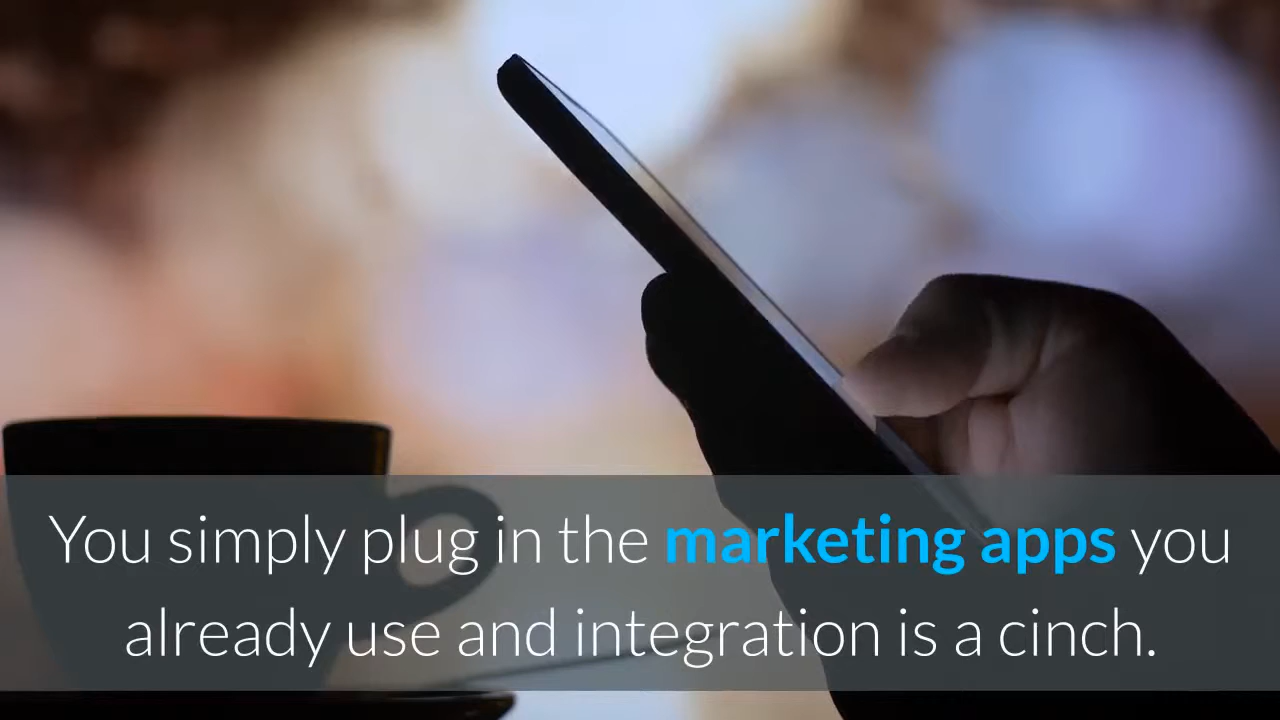 You simply plug in the marketing apps you
already use and integration is a cinch.